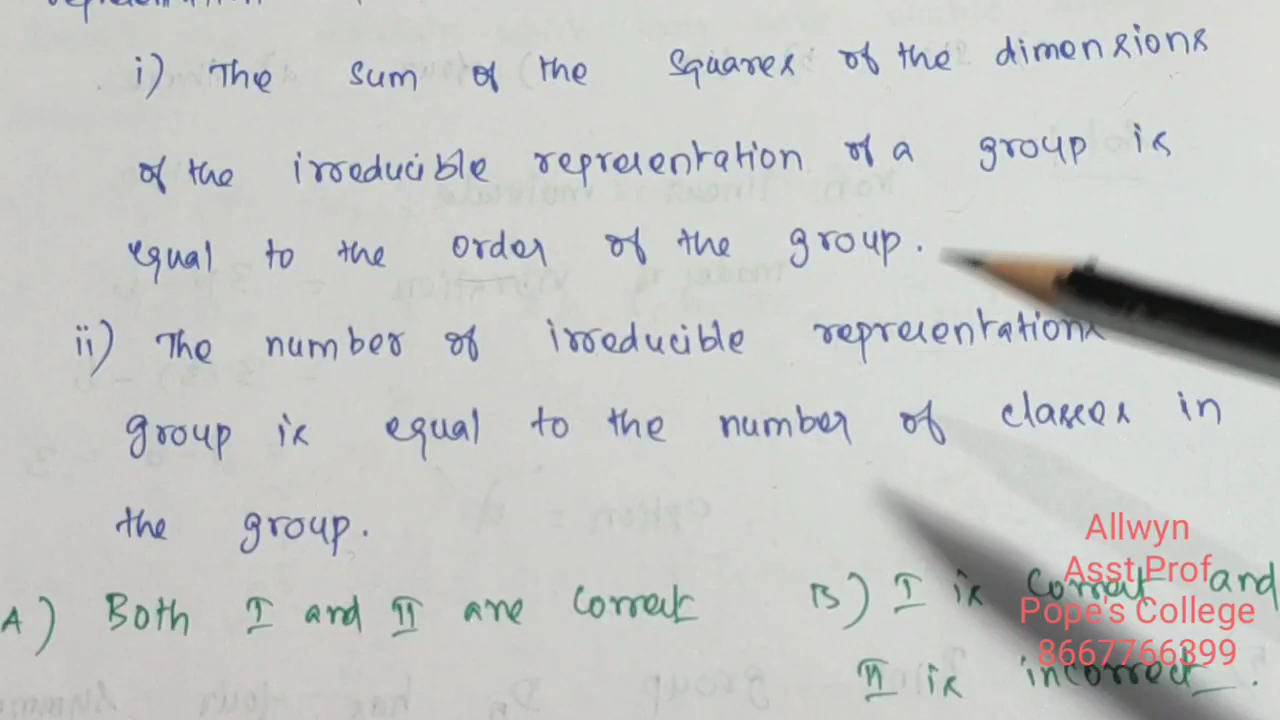 representation
i) The sum of the squares of the dimensions
of the irreducible representation of a group is
equal to the order of the group.
ii) The number of irreducible representations
group is equal to the number of classes in
the group.
A) Both I and II are correct
B) I is correct and
II is incorrect.
Allwyn
Asst Prof
Pope's College
8667766399